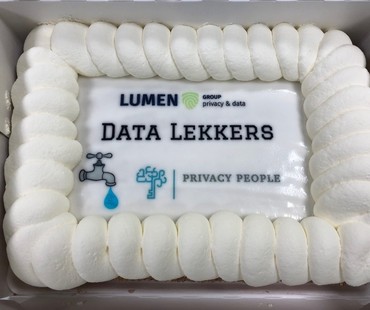 LUMEN GROUP
privacy & data
DATA LEKKERS
PRIVACY PEOPLE